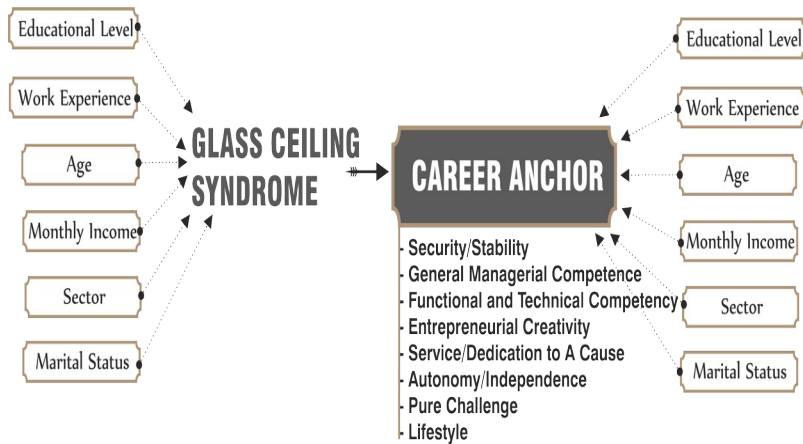 Educational Level
Work Experience
Age
Monthly Income
Sector
Marital Status
GLASS CEILING
SYNDROME
CAREER ANCHOR
- Security/Stability
- General Managerial Competence
- Functional and Technical Competency
- Entrepreneurial Creativity
- Service/Dedication to A Cause
- Autonomy/Independence
- Pure Challenge
- Lifestyle
Educational Level
Work Experience
Age
Monthly Income
Sector
Marital Status